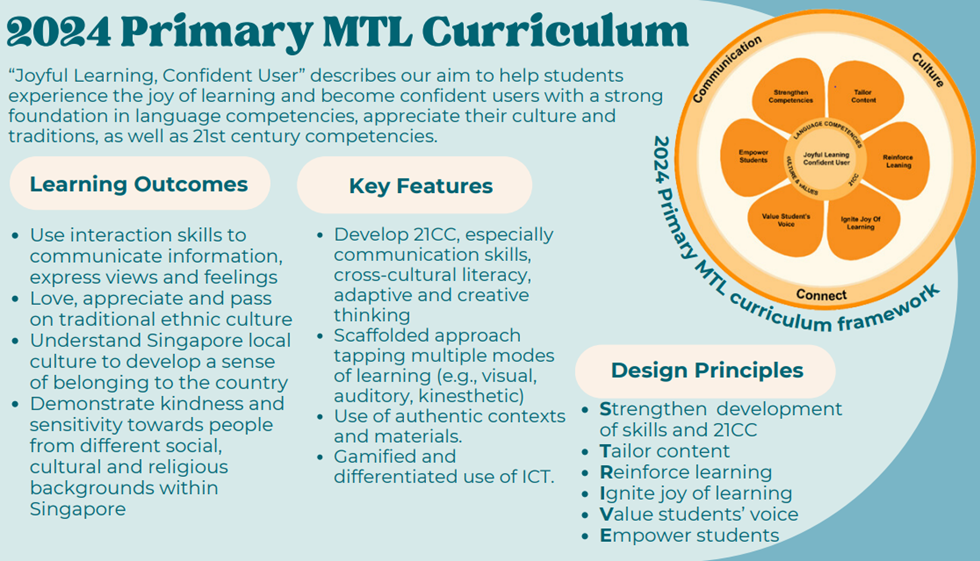 2024 Primary MTL Curriculum
“Joyful Learning, Confident User” describes our aim to help students
experience the joy of learning and become confident users with a strong
foundation in language competencies, appreciate their culture and
traditions, as well as 21st century competencies.
Learning Outcomes
• Use interaction skills to
communicate information,
express views and feelings
• Love, appreciate and pass
on traditional ethnic culture
• Understand Singapore local
culture to develop a sense
of belonging to the country
• Demonstrate kindness and
sensitivity towards people
from different social,
cultural and religious
backgrounds within
Singapore
Key Features
• Develop 21CC, especially
communication skills,
cross-cultural literacy,
adaptive and creative
thinking
• Scaffolded approach
tapping multiple modes
of learning (e.g., visual,
auditory, kinesthetic)
• Use of authentic contexts
and materials.
• Gamified and
differentiated use of ICT.
Communication
Culture
Connect
Strengthen
Competencies
Tailor
Content
Empower
Students
Reinforce
Leaning
Value Student's
Voice
Ignite Joy Of
Learning
LANGUAGE COMPETENCIES
CULTURE & VALUES
21CC
Joyful Leaning
Confident User
2024 Primary MTL curriculum framework
Design Principles
• Strengthen development
of skills and 21CC
• Tailor content
• Reinforce learning
• Ignite joy of learning
• Value students’ voice
• Empower students